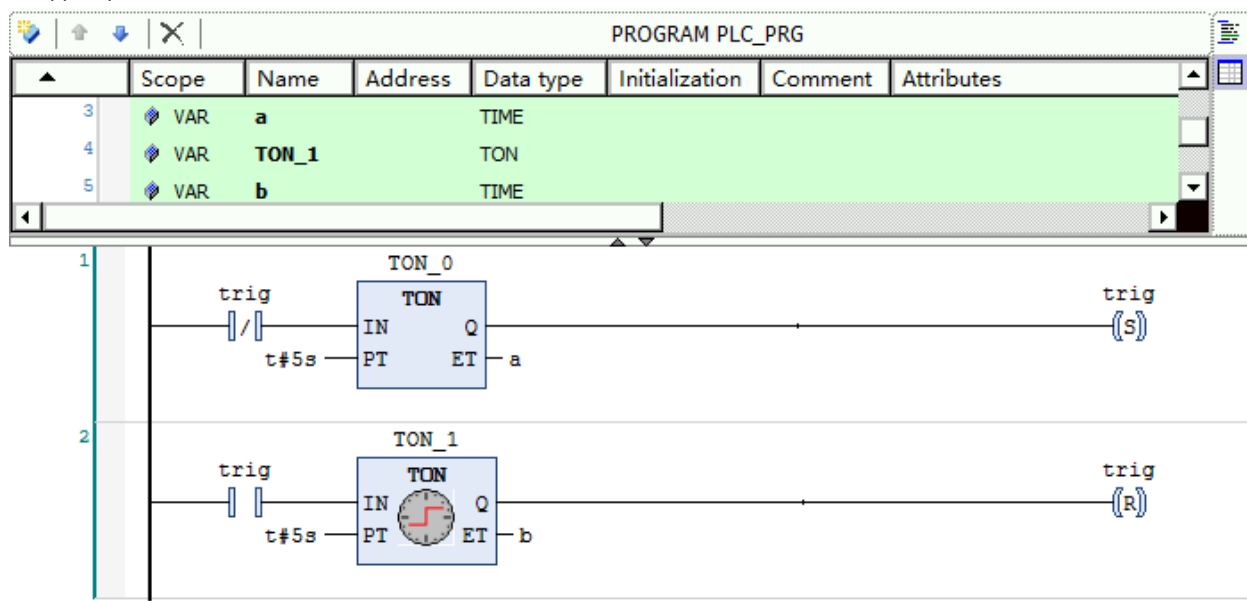 PROGRAM PLC_PRG
Scope Name Address Data type Initialization Comment Attributes
3 VAR a TIME
4 VAR TON_1 TON
5 VAR b TIME
1 TON_0
trig TON trig
IN Q S
t#5s PT ET a
2 TON_1
trig TON trig
IN Q R
t#5s PT ET b